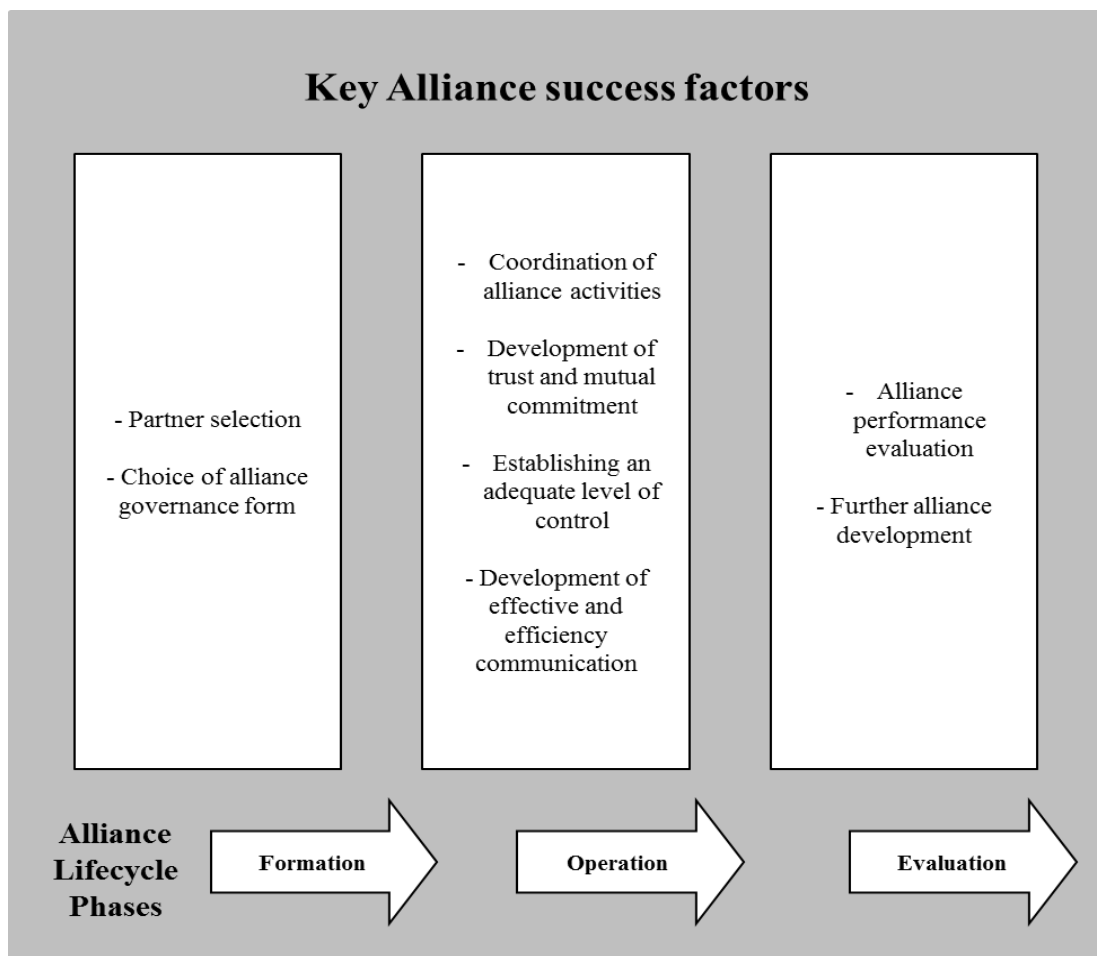 Key Alliance success factors
- Partner selection
- Choice of alliance
governance form
- Coordination of
alliance activities
- Development of
trust and mutual
commitment
- Establishing an
adequate level of
control
- Development of
effective and
efficiency
communication
- Alliance
performance
evaluation
- Further alliance
development
Alliance
Lifecycle
Phases
Formation
Operation
Evaluation